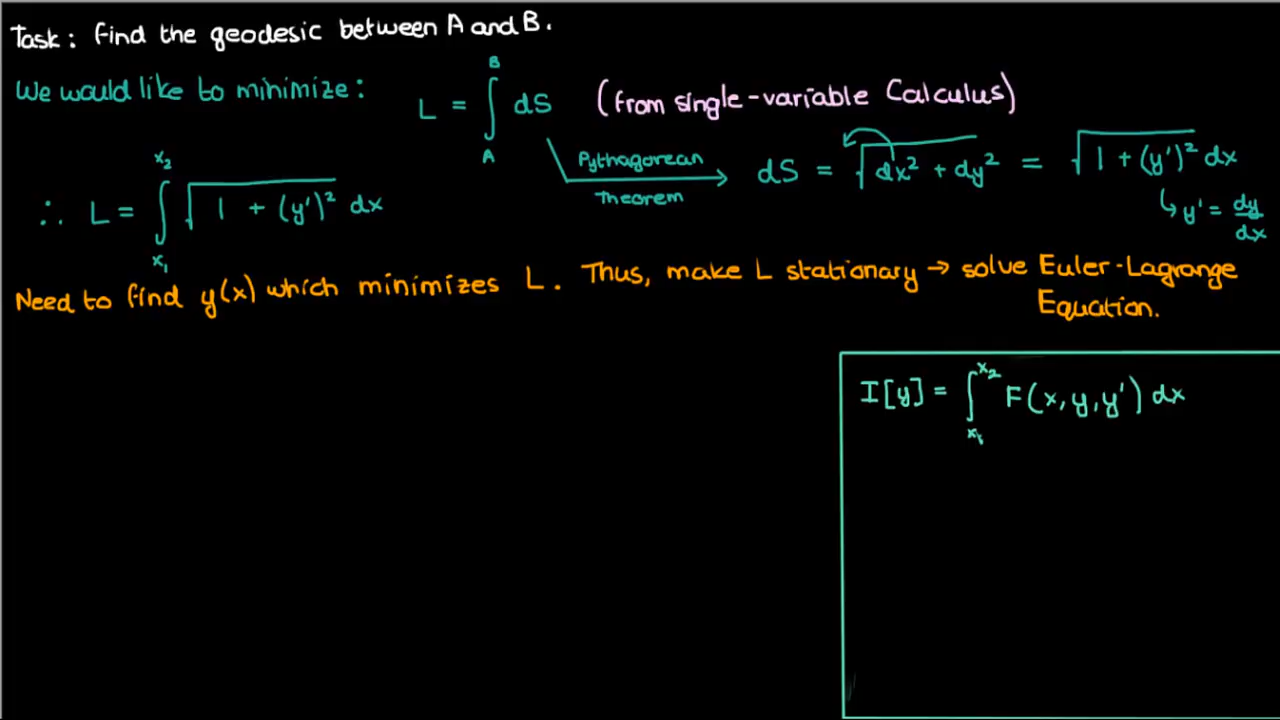 Task: Find the geodesic between A and B.
We would like to minimize: L = ∫_A^B dS (from single-variable Calculus)
Pythagorean Theorem dS = √(dx² + dy²) = √(1 + (y')²) dx
↳ y' = dy/dx
∴ L = ∫_{x₁}^{x₂} √(1 + (y')²) dx
Need to find y(x) which minimizes L. Thus, make L stationary → solve Euler-Lagrange
Equation.
I[y] = ∫_{x₁}^{x₂} F(x, y, y') dx